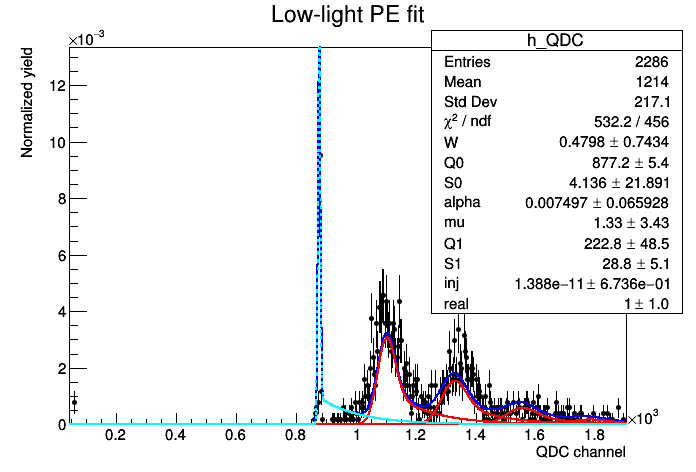 Low-light PE fit
×10⁻³
Normalized yield
12
10
8
6
4
2
0
h_QDC
Entries 2286
Mean 1214
Std Dev 217.1
χ² / ndf 532.2 / 456
W 0.4798 ± 0.7434
Q0 877.2 ± 5.4
S0 4.136 ± 21.891
alpha 0.007497 ± 0.065928
mu 1.33 ± 3.43
Q1 222.8 ± 48.5
S1 28.8 ± 5.1
inj 1.388e−11 ± 6.736e−01
real 1 ± 1.0
0.2 0.4 0.6 0.8 1 1.2 1.4 1.6 1.8
×10³
QDC channel